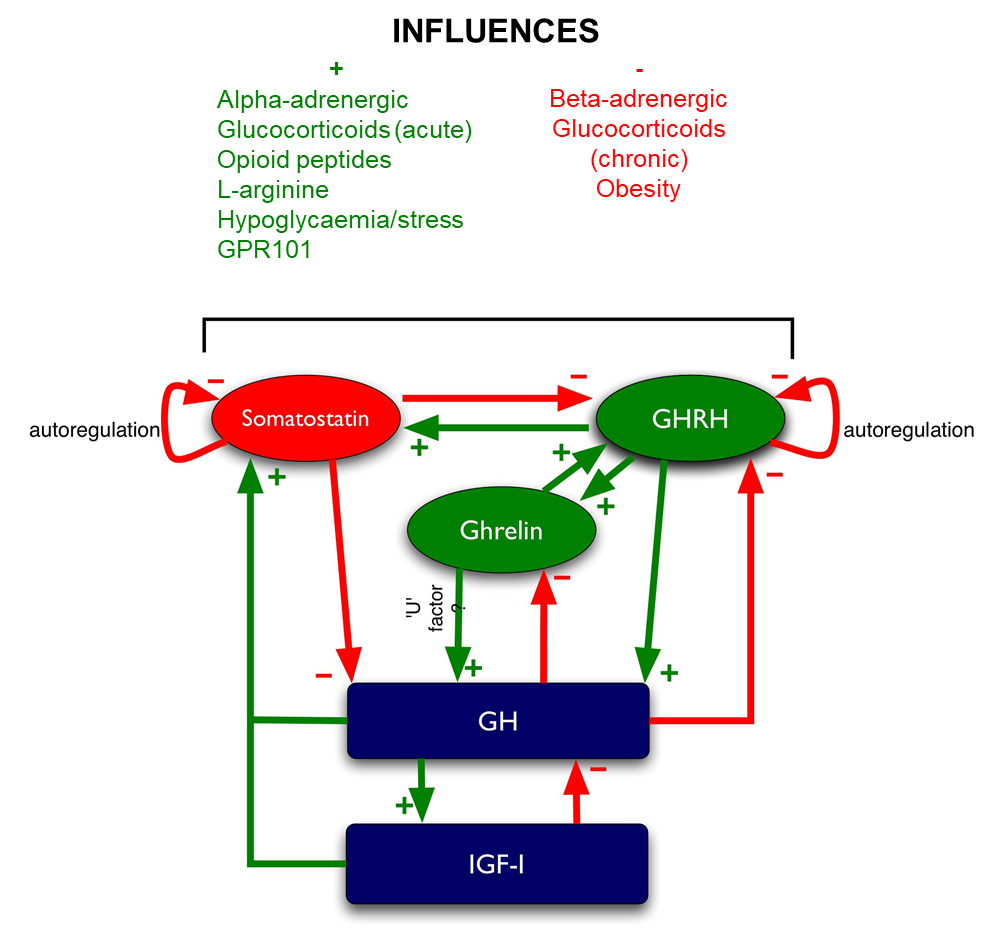 INFLUENCES
+
Alpha-adrenergic
Glucocorticoids (acute)
Opioid peptides
L-arginine
Hypoglycaemia/stress
GPR101
-
Beta-adrenergic
Glucocorticoids
(chronic)
Obesity
–
–
–
–
Somatostatin
GHRH
autoregulation
autoregulation
+
+
+
–
+
Ghrelin
–
'U'
factor
?
–
+
+
GH
–
+
IGF-I